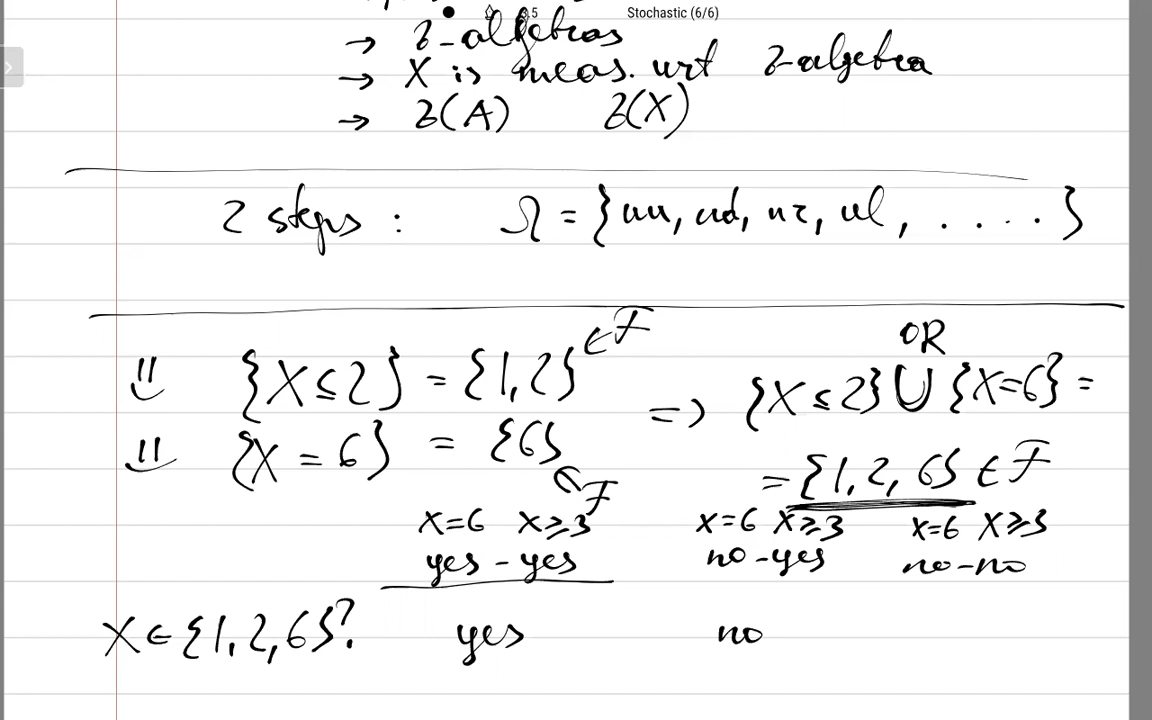 Stochastic (6/6)
→ σ-algebras
→ X is meas. wrt σ-algebra
→ σ(A) σ(X)
2 steps : Ω = {uu, ud, ur, ul, . . . . }
OR
{X ≤ 2} = {1, 2} ∈ F ⇒ {X ≤ 2} ∪ {X = 6} =
{X = 6} = {6} ∈ F
= {1, 2, 6} ∈ F
X=6 X≥3 X=6 X≥3 X=6 X≥3
yes - yes no - yes no - no
X ∈ {1, 2, 6}? yes no